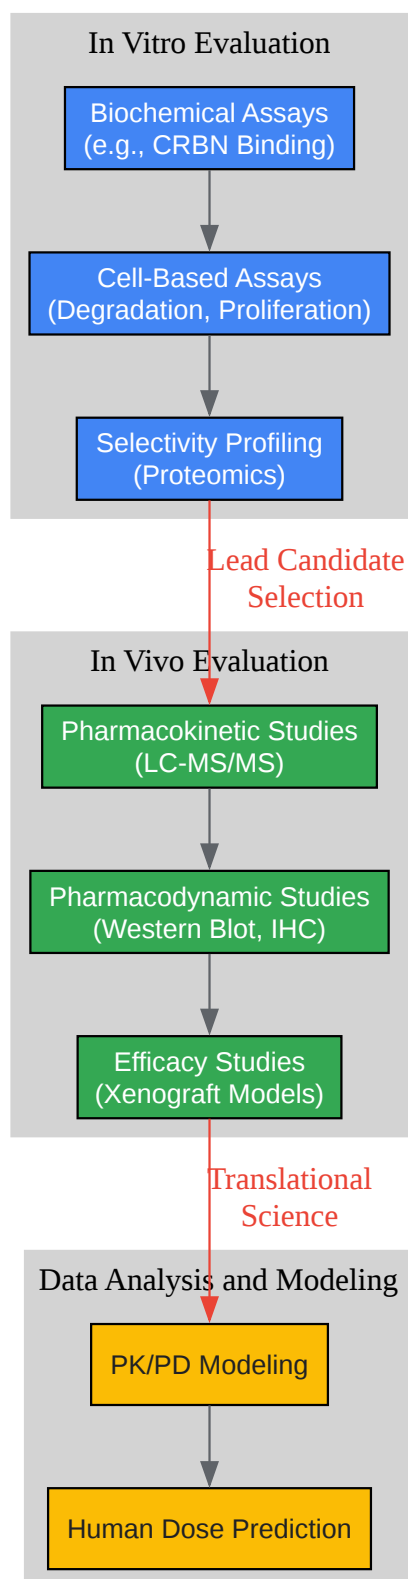 In Vitro Evaluation
Biochemical Assays
(e.g., CRBN Binding)
Cell-Based Assays
(Degradation, Proliferation)
Selectivity Profiling
(Proteomics)
Lead Candidate
Selection
In Vivo Evaluation
Pharmacokinetic Studies
(LC-MS/MS)
Pharmacodynamic Studies
(Western Blot, IHC)
Efficacy Studies
(Xenograft Models)
Translational
Science
Data Analysis and Modeling
PK/PD Modeling
Human Dose Prediction